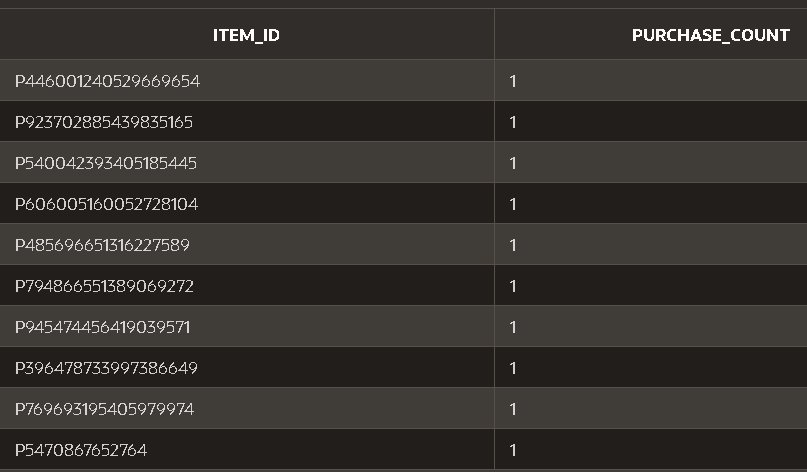 ITEM_ID PURCHASE_COUNT
P446001240529669654 1
P923702885439835165 1
P540042393405185445 1
P606005160052728104 1
P485696651316227589 1
P794866551389069272 1
P945474456419039571 1
P396478733997386649 1
P769693195405979974 1
P5470867652764 1